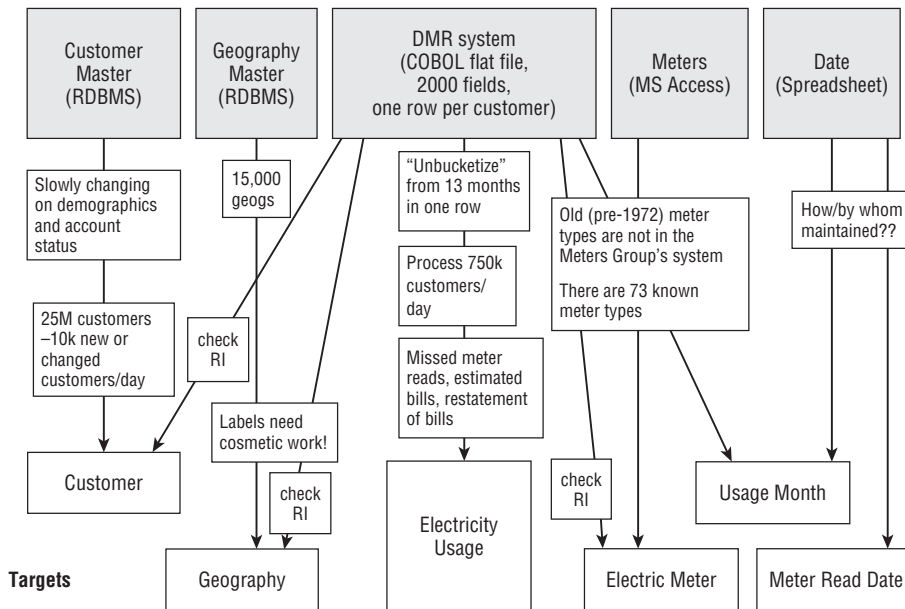 Customer
Master
(RDBMS)
Geography
Master
(RDBMS)
DMR system
(COBOL flat file,
2000 fields,
one row per customer)
Meters
(MS Access)
Date
(Spreadsheet)
Slowly changing
on demographics
and account
status
15,000
geogs
“Unbucketize”
from 13 months
in one row
Old (pre-1972) meter
types are not in the
Meters Group’s system
There are 73 known
meter types
How/by whom
maintained??
Process 750k
customers/
day
25M customers
–10k new or
changed
customers/day
check
RI
Missed meter
reads, estimated
bills, restatement
of bills
Labels need
cosmetic work!
Customer
check
RI
Electricity
Usage
check
RI
Usage Month
Targets
Geography
Electric Meter
Meter Read Date